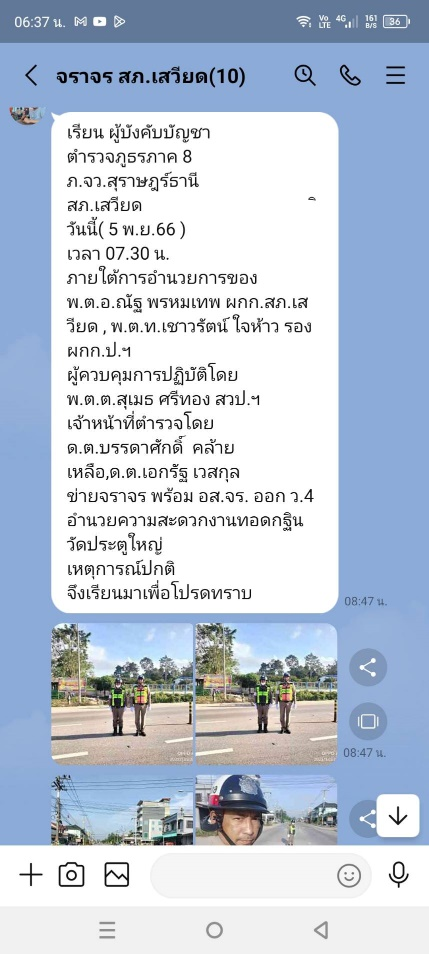 06:37 น.
Vo LTE 4G 161 B/S 36
จราจร สภ.เสวียด(10)
เรียน ผู้บังคับบัญชา
ตำรวจภูธรภาค 8
ภ.จว.สุราษฎร์ธานี
สภ.เสวียด
วันนี้( 5 พ.ย.66 )
เวลา 07.30 น.
ภายใต้การอำนวยการของ
พ.ต.อ.ณัฐ พรหมเทพ ผกก.สภ.เส
วียด , พ.ต.ท.เชาวรัตน์ ใจห้าว รอง
ผกก.ป.ฯ
ผู้ควบคุมการปฏิบัติโดย
พ.ต.ต.สุเมธ ศรีทอง สวป.ฯ
เจ้าหน้าที่ตำรวจโดย
ด.ต.บรรดาศักดิ์  คล้าย
เหลือ,ด.ต.เอกรัฐ เวสกุล
ข่ายจราจร พร้อม อส.จร. ออก ว.4
อำนวยความสะดวกงานทอดกฐิน
วัดประตูใหญ่
เหตุการณ์ปกติ
จึงเรียนมาเพื่อโปรดทราบ
08:47 น.
08:47 น.